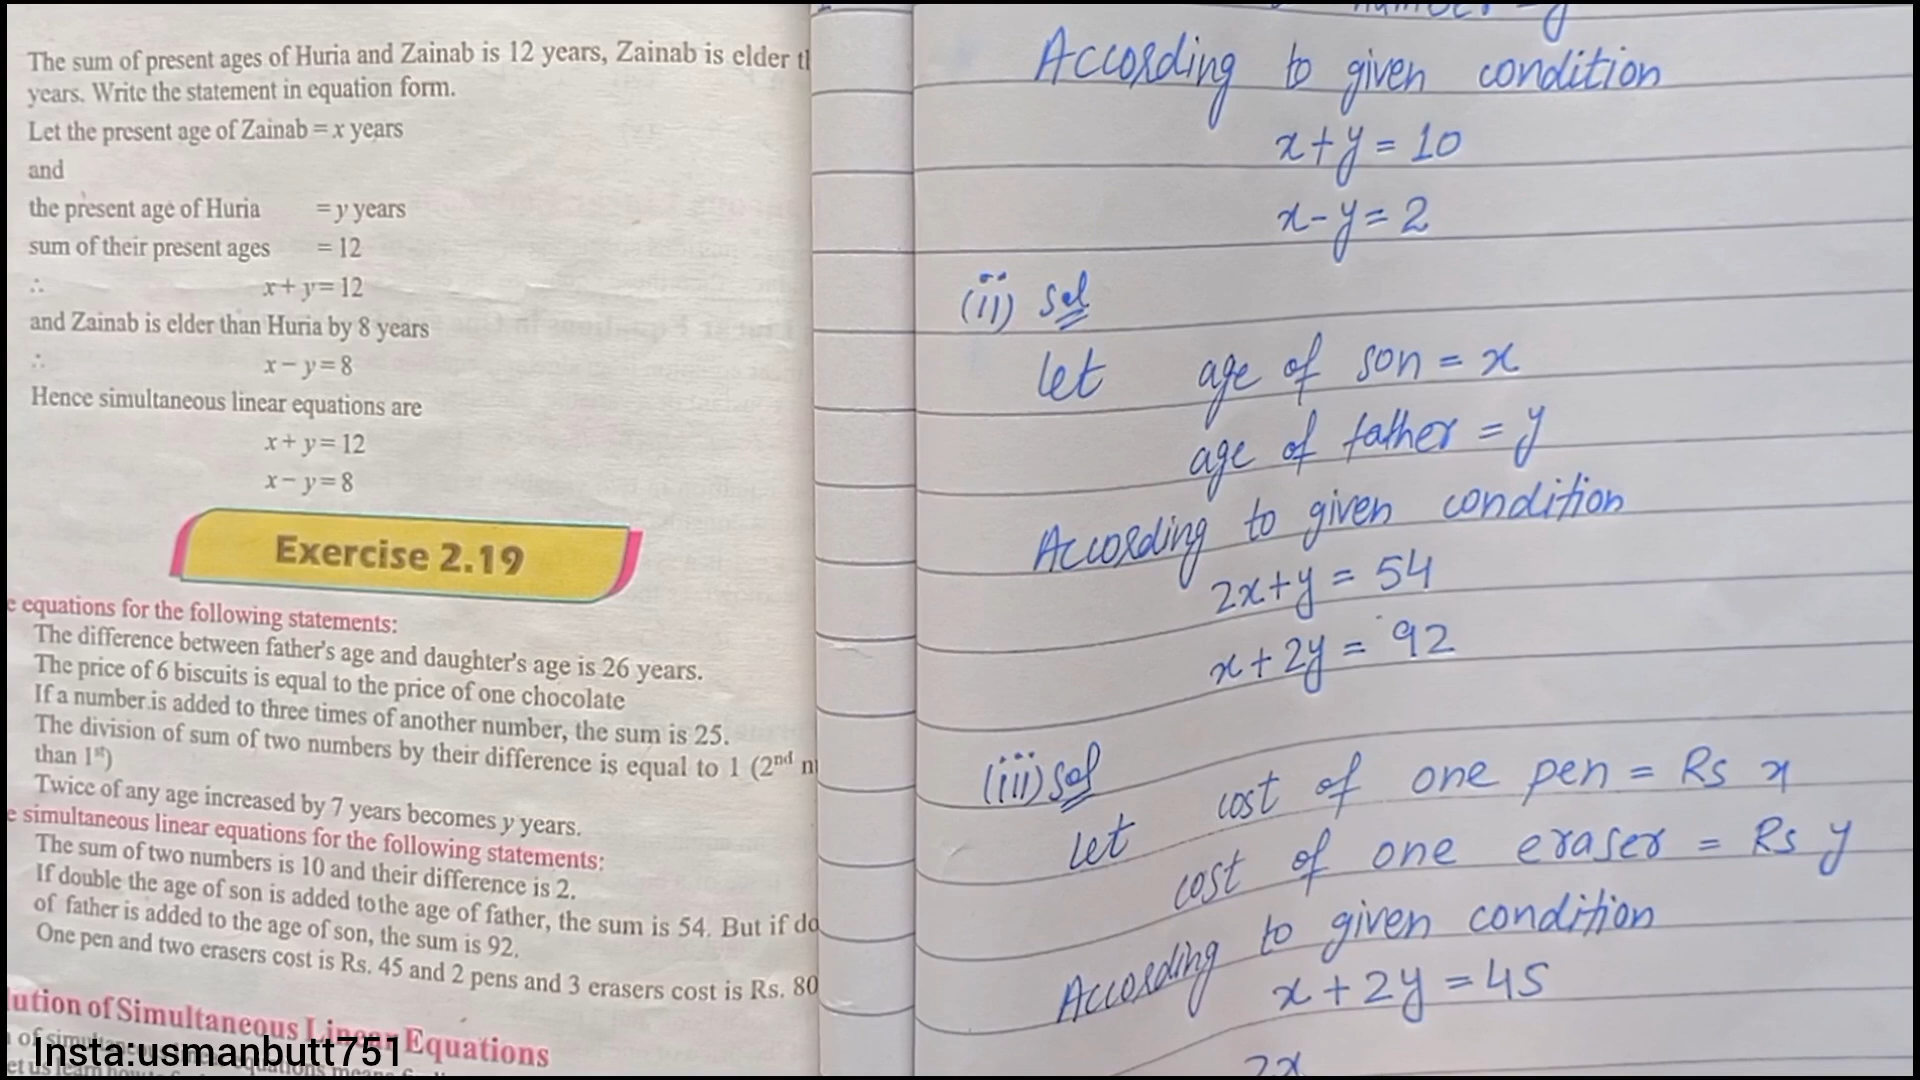 The sum of present ages of Huria and Zainab is 12 years, Zainab is elder
years. Write the statement in equation form.
Let the present age of Zainab = x years
and
the present age of Huria = y years
sum of their present ages = 12
∴ x + y = 12
and Zainab is elder than Huria by 8 years
∴ x − y = 8
Hence simultaneous linear equations are
x + y = 12
x − y = 8
Exercise 2.19
equations for the following statements:
The difference between father's age and daughter's age is 26 years.
The price of 6 biscuits is equal to the price of one chocolate
If a number is added to three times of another number, the sum is 25.
The division of sum of two numbers by their difference is equal to 1 (2nd
than 1st)
Twice of any age increased by 7 years becomes y years.
simultaneous linear equations for the following statements:
The sum of two numbers is 10 and their difference is 2.
If double the age of son is added to the age of father, the sum is 54. But if
of father is added to the age of son, the sum is 92.
One pen and two erasers cost is Rs. 45 and 2 pens and 3 erasers cost is Rs. 80
lution of Simultaneous Linear Equations
Insta:usmanbutt751
number = y
According to given condition
x + y = 10
x - y = 2
(ii) Sol
let age of son = x
age of father = y
According to given condition
2x + y = 54
x + 2y = 92
(iii) Sol
let cost of one pen = Rs x
cost of one eraser = Rs y
According to given condition
x + 2y = 45
2x